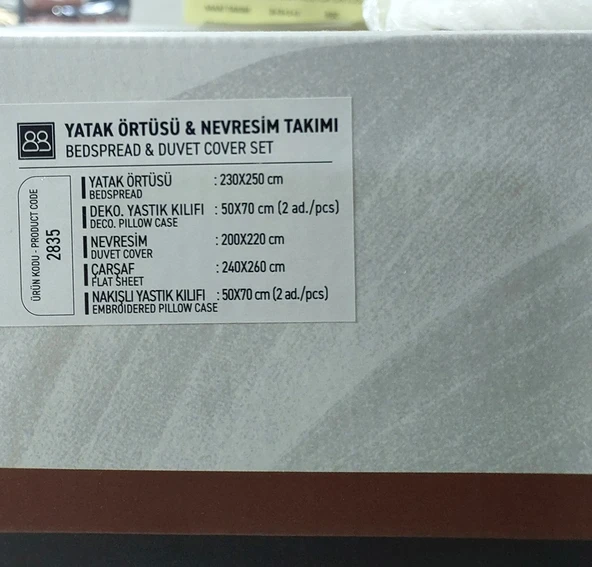 YATAK ÖRTÜSÜ & NEVRESİM TAKIMI
BEDSPREAD & DUVET COVER SET
ÜRÜN KODU - PRODUCT CODE
2835
YATAK ÖRTÜSÜ : 230X250 cm
BEDSPREAD
DEKO. YASTIK KILIFI : 50X70 cm (2 ad./pcs)
DECO. PILLOW CASE
NEVRESİM : 200X220 cm
DUVET COVER
ÇARŞAF : 240X260 cm
FLAT SHEET
NAKIŞLI YASTIK KILIFI : 50X70 cm (2 ad./pcs)
EMBROIDERED PILLOW CASE